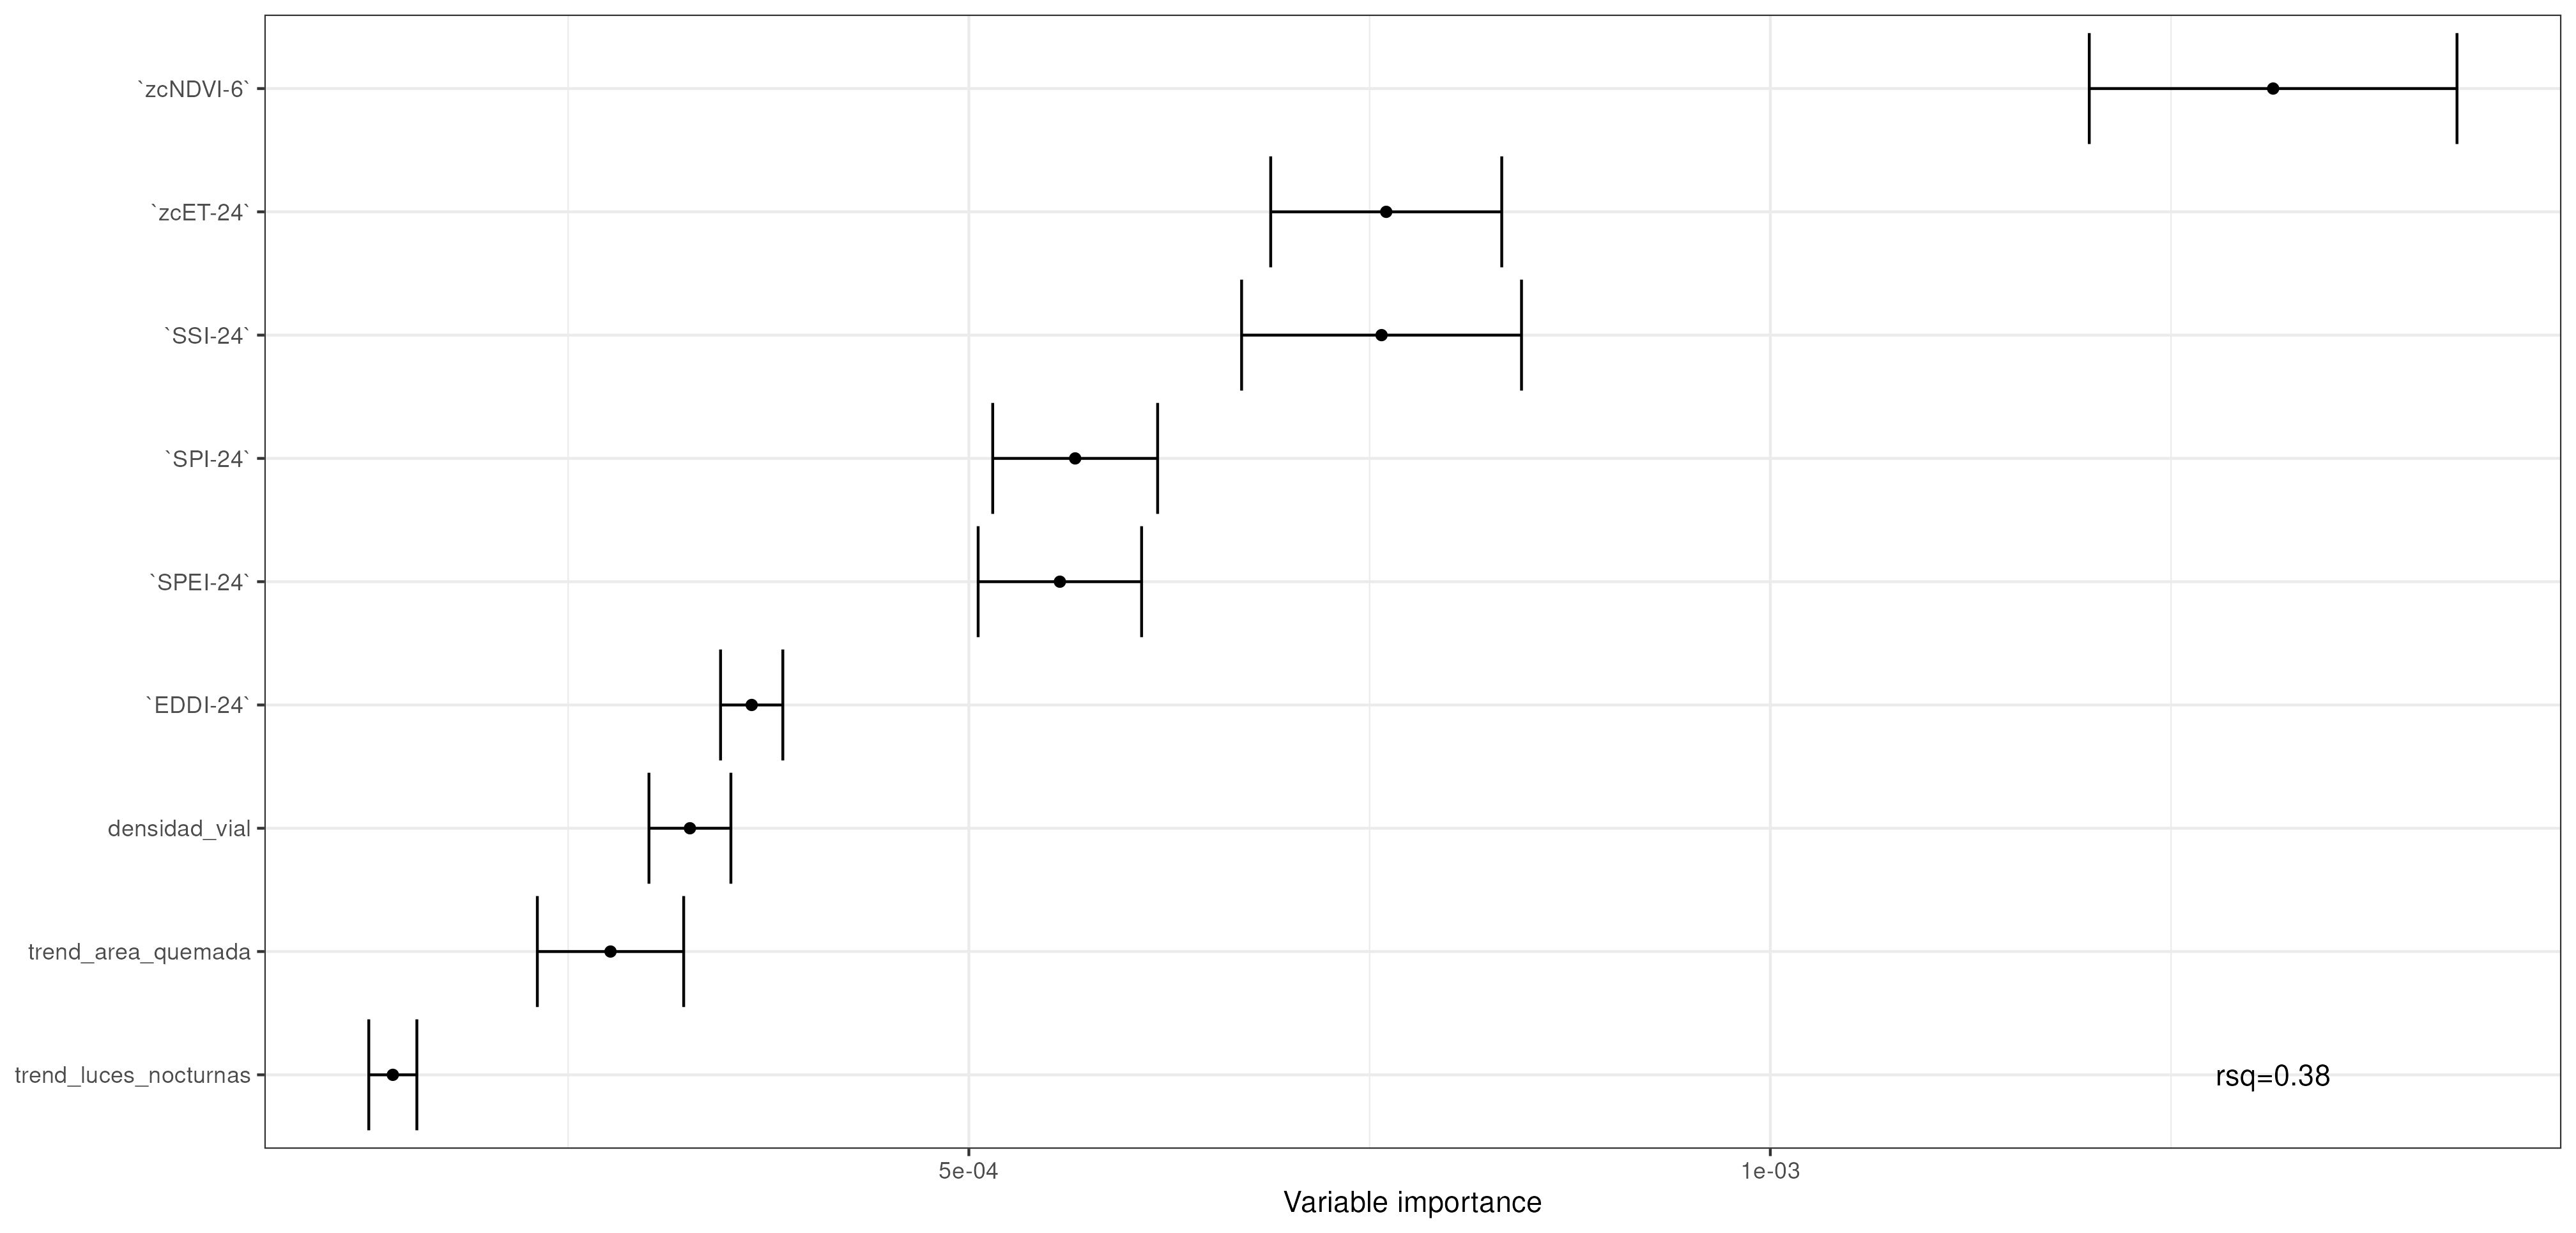 `zcNDVI-6`
`zcET-24`
`SSI-24`
`SPI-24`
`SPEI-24`
`EDDI-24`
densidad_vial
trend_area_quemada
trend_luces_nocturnas
rsq=0.38
5e-04
1e-03
Variable importance